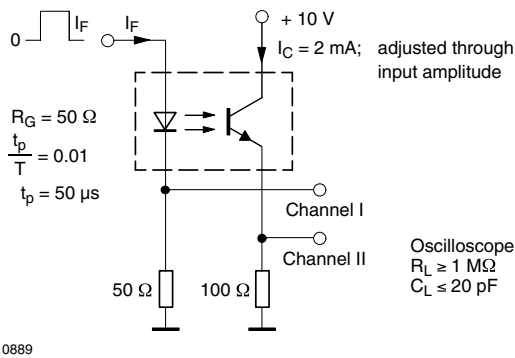 0
I_F
I_F
+ 10 V
I_C = 2 mA; adjusted through
input amplitude
R_G = 50 Ω
t_p
T
= 0.01
t_p = 50 µs
Channel I
Channel II
50 Ω
100 Ω
Oscilloscope
R_L ≥ 1 MΩ
C_L ≤ 20 pF
0889